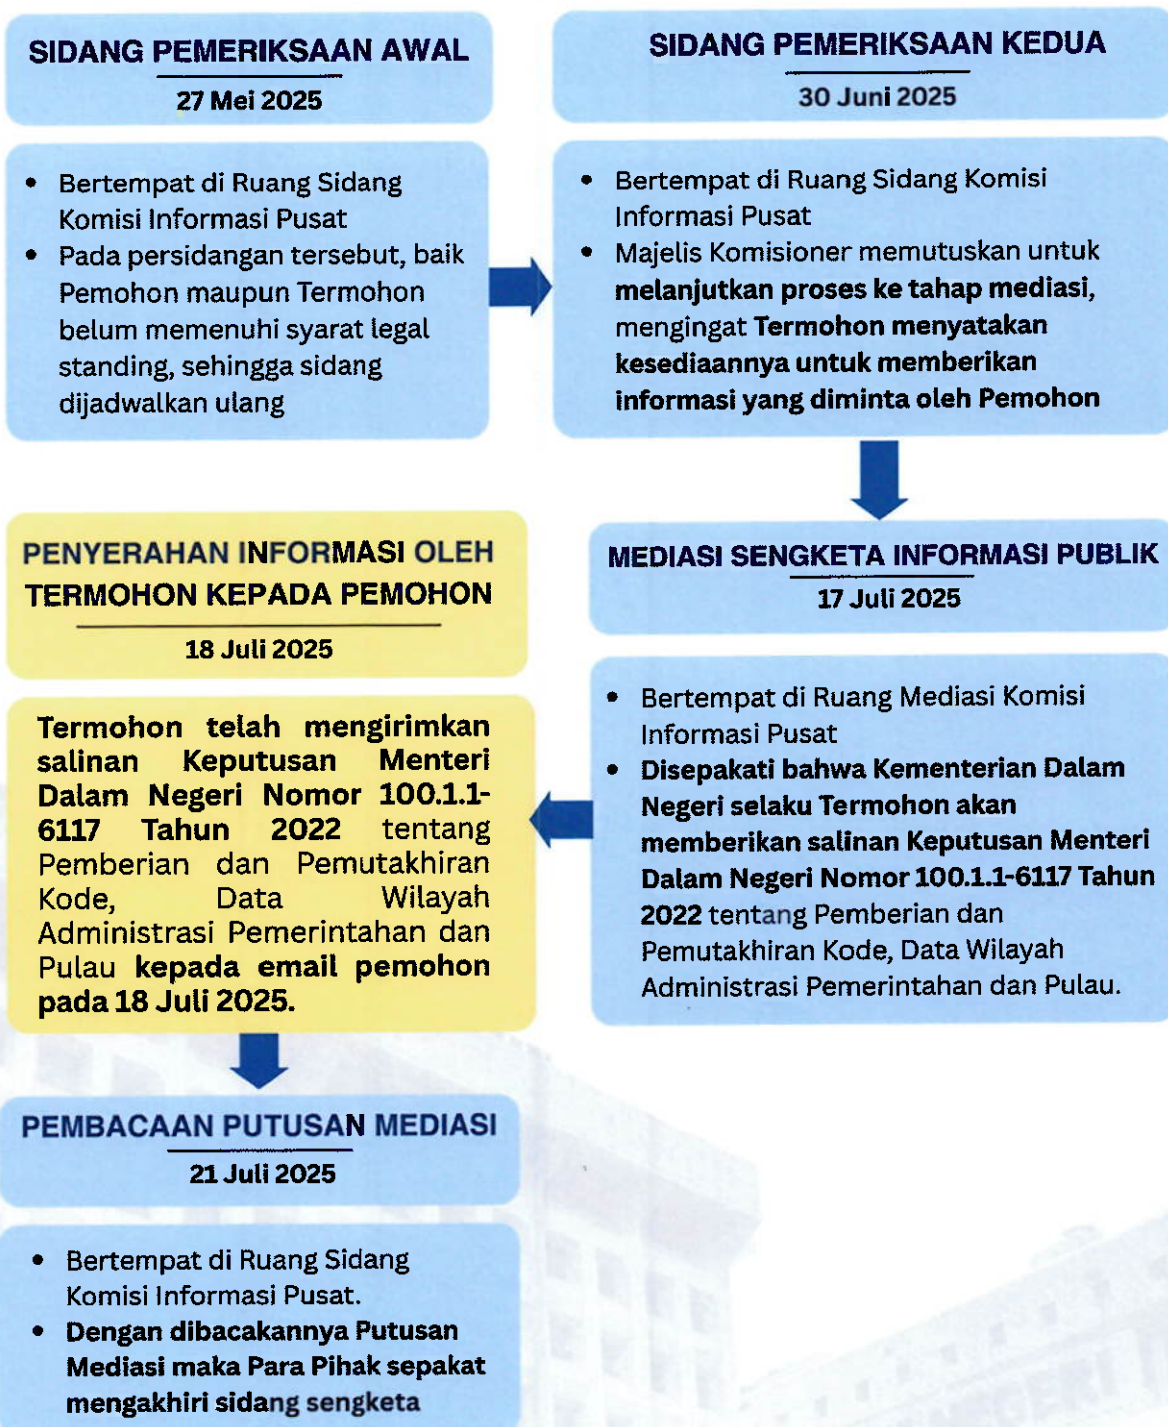 SIDANG PEMERIKSAAN AWAL
27 Mei 2025
• Bertempat di Ruang Sidang
Komisi Informasi Pusat
• Pada persidangan tersebut, baik
Pemohon maupun Termohon
belum memenuhi syarat legal
standing, sehingga sidang
dijadwalkan ulang
SIDANG PEMERIKSAAN KEDUA
30 Juni 2025
• Bertempat di Ruang Sidang Komisi
Informasi Pusat
• Majelis Komisioner memutuskan untuk
melanjutkan proses ke tahap mediasi,
mengingat Termohon menyatakan
kesediaannya untuk memberikan
informasi yang diminta oleh Pemohon
MEDIASI SENGKETA INFORMASI PUBLIK
17 Juli 2025
• Bertempat di Ruang Mediasi Komisi
Informasi Pusat
• Disepakati bahwa Kementerian Dalam
Negeri selaku Termohon akan
memberikan salinan Keputusan Menteri
Dalam Negeri Nomor 100.1.1-6117 Tahun
2022 tentang Pemberian dan
Pemutakhiran Kode, Data Wilayah
Administrasi Pemerintahan dan Pulau.
PENYERAHAN INFORMASI OLEH
TERMOHON KEPADA PEMOHON
18 Juli 2025
Termohon telah mengirimkan
salinan Keputusan Menteri
Dalam Negeri Nomor 100.1.1-
6117 Tahun 2022 tentang
Pemberian dan Pemutakhiran
Kode, Data Wilayah
Administrasi Pemerintahan dan
Pulau kepada email pemohon
pada 18 Juli 2025.
PEMBACAAN PUTUSAN MEDIASI
21 Juli 2025
• Bertempat di Ruang Sidang
Komisi Informasi Pusat.
• Dengan dibacakannya Putusan
Mediasi maka Para Pihak sepakat
mengakhiri sidang sengketa